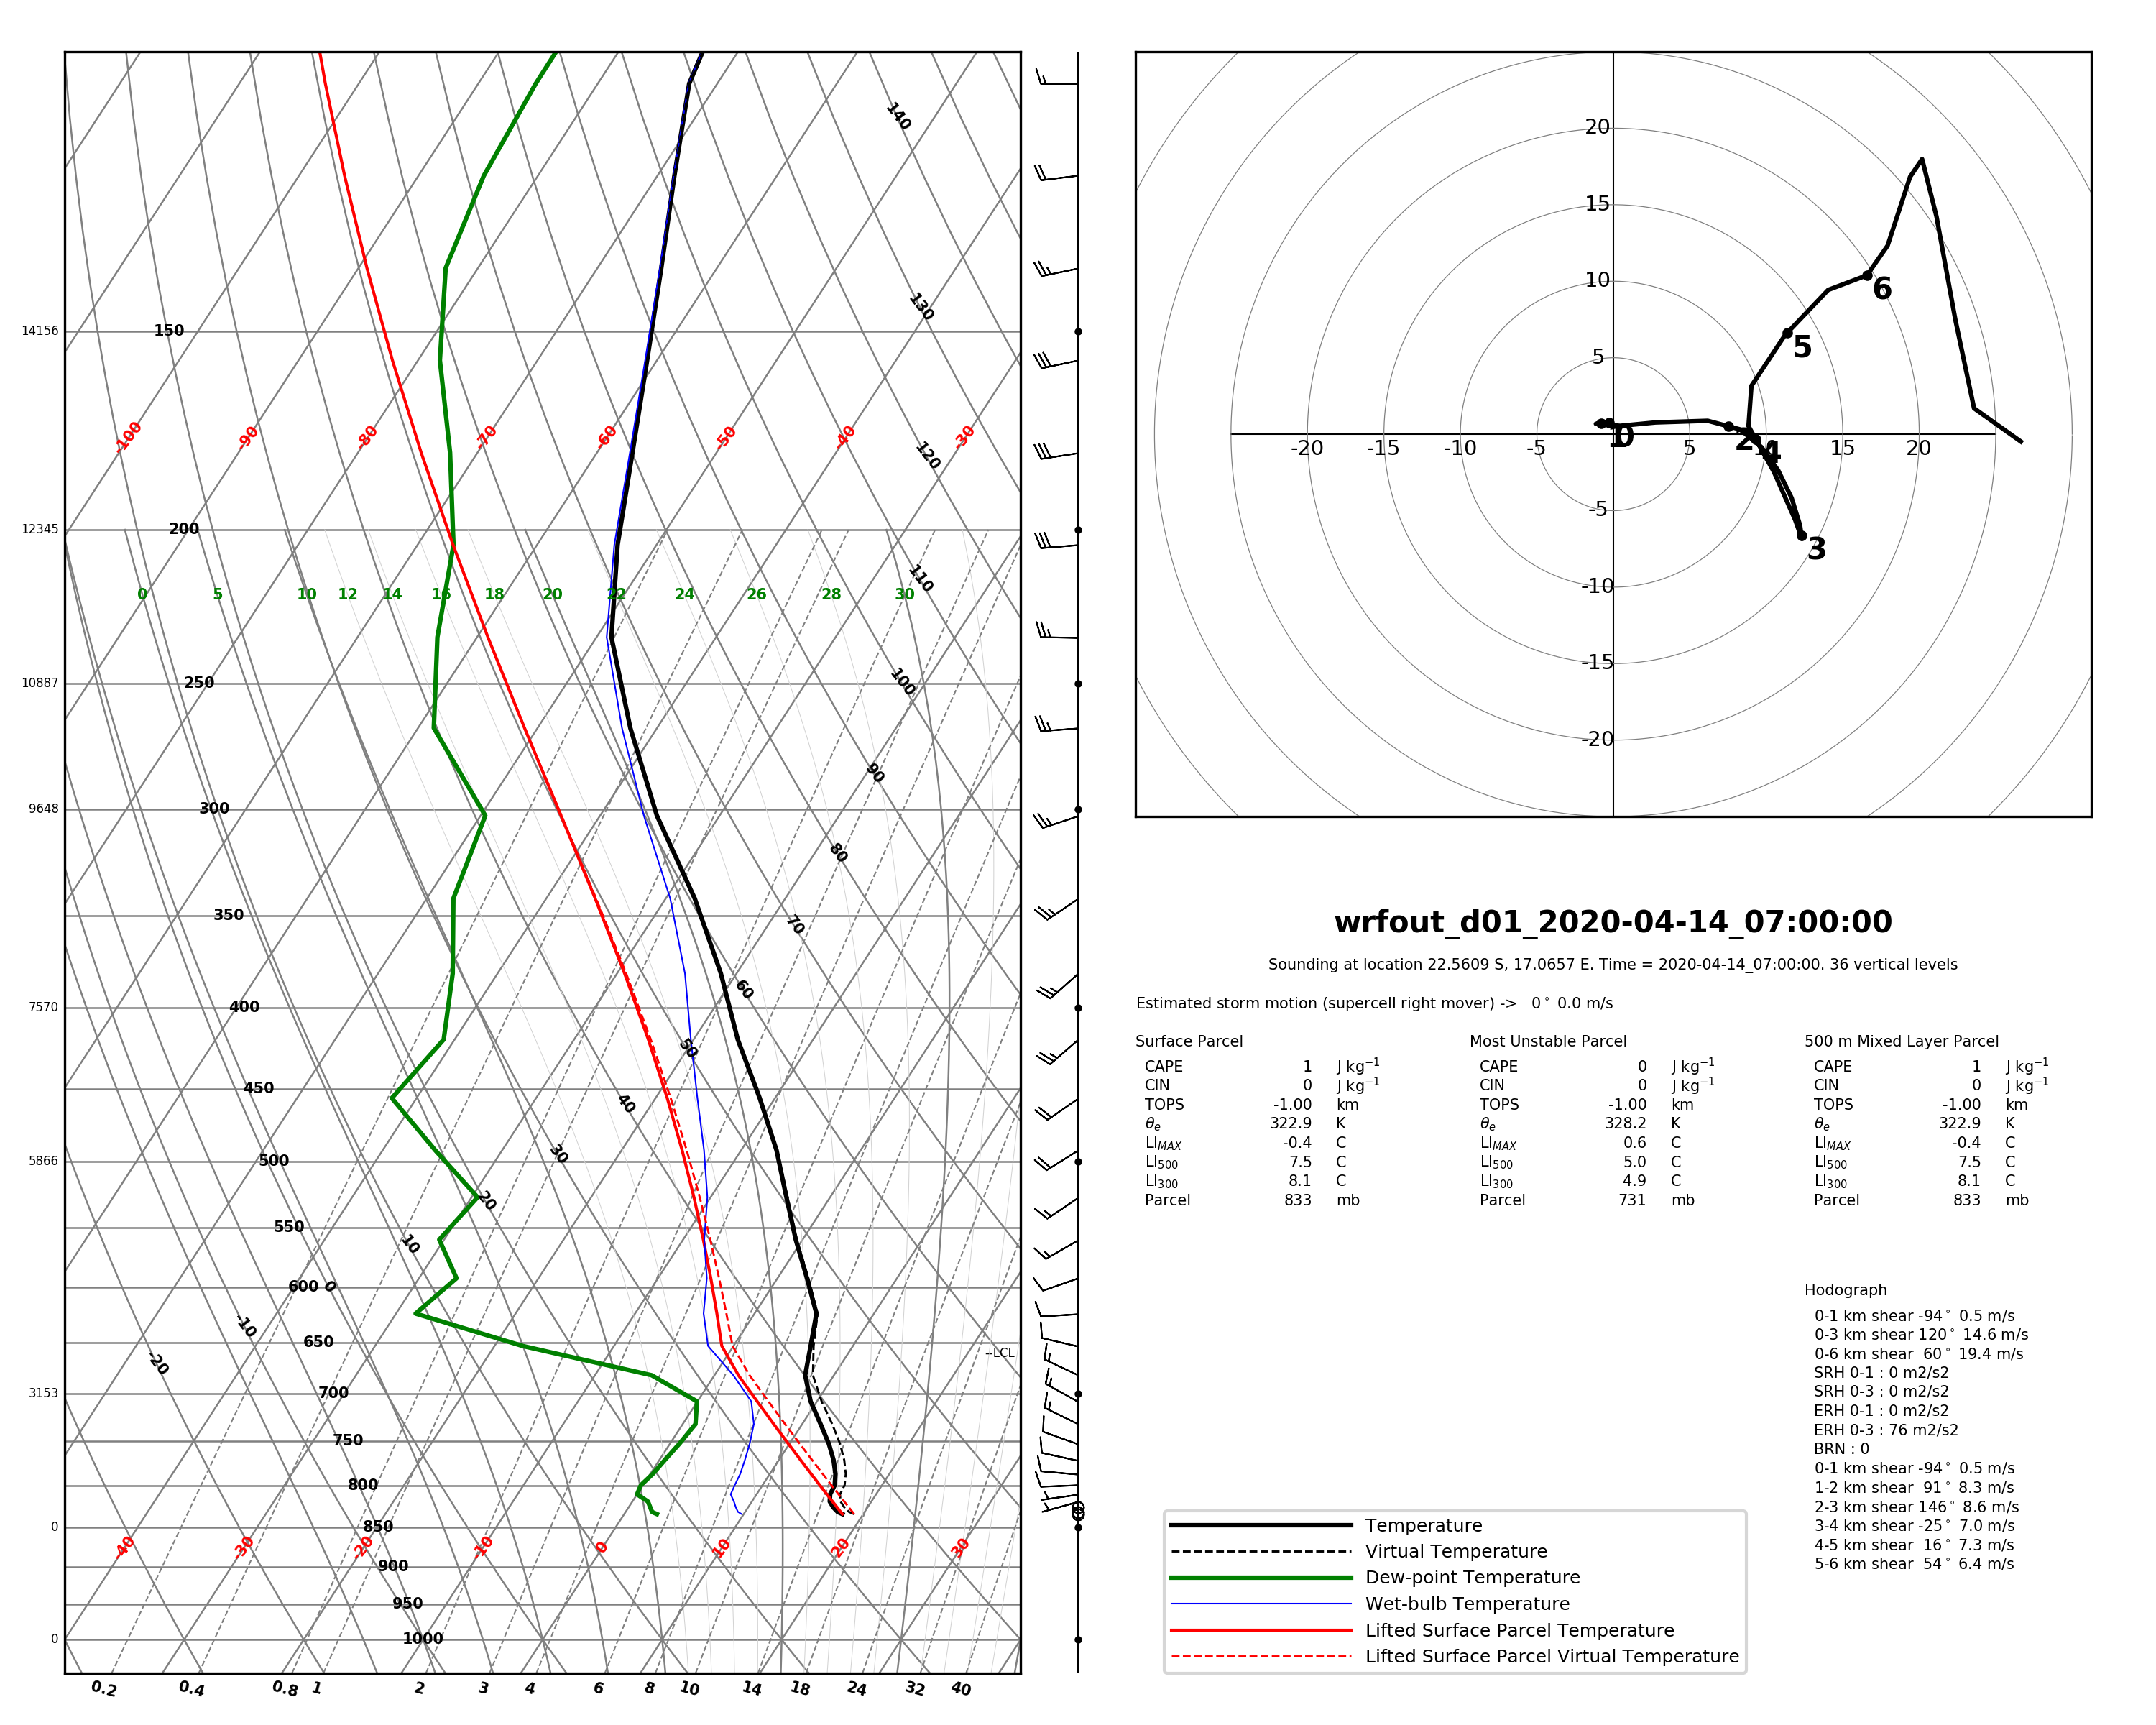 140
130
14156 150
-100 -90 -80 -70 -60 -50 -40 -30
120
12345 200
110
0 5 10 12 14 16 18 20 22 24 26 28 30
10887 250
100
90
9648 300
80
350
70
7570 400
60
50
450
40
5866 500
30
20
550
10
600 0
-10
650
--LCL
-20
3153 700
750
800
0 850
-40 -30 -20 -10 0 10 20 30
900
950
0 1000
0.2 0.4 0.8 1 2 3 4 6 8 10 14 18 24 32 40
20
15
10
5
-5
-10
-15
-20
-20 -15 -10 -5 5 10 15 20
0 1 2 3 4 5 6
wrfout_d01_2020-04-14_07:00:00
Sounding at location 22.5609 S, 17.0657 E. Time = 2020-04-14_07:00:00. 36 vertical levels
Estimated storm motion (supercell right mover) -> 0° 0.0 m/s
Surface Parcel
CAPE 1 J kg⁻¹
CIN 0 J kg⁻¹
TOPS -1.00 km
θₑ 322.9 K
LI_MAX -0.4 C
LI₅₀₀ 7.5 C
LI₃₀₀ 8.1 C
Parcel 833 mb
Most Unstable Parcel
CAPE 0 J kg⁻¹
CIN 0 J kg⁻¹
TOPS -1.00 km
θₑ 328.2 K
LI_MAX 0.6 C
LI₅₀₀ 5.0 C
LI₃₀₀ 4.9 C
Parcel 731 mb
500 m Mixed Layer Parcel
CAPE 1 J kg⁻¹
CIN 0 J kg⁻¹
TOPS -1.00 km
θₑ 322.9 K
LI_MAX -0.4 C
LI₅₀₀ 7.5 C
LI₃₀₀ 8.1 C
Parcel 833 mb
Hodograph
0-1 km shear -94° 0.5 m/s
0-3 km shear 120° 14.6 m/s
0-6 km shear 60° 19.4 m/s
SRH 0-1 : 0 m2/s2
SRH 0-3 : 0 m2/s2
ERH 0-1 : 0 m2/s2
ERH 0-3 : 76 m2/s2
BRN : 0
0-1 km shear -94° 0.5 m/s
1-2 km shear 91° 8.3 m/s
2-3 km shear 146° 8.6 m/s
3-4 km shear -25° 7.0 m/s
4-5 km shear 16° 7.3 m/s
5-6 km shear 54° 6.4 m/s
Temperature
Virtual Temperature
Dew-point Temperature
Wet-bulb Temperature
Lifted Surface Parcel Temperature
Lifted Surface Parcel Virtual Temperature